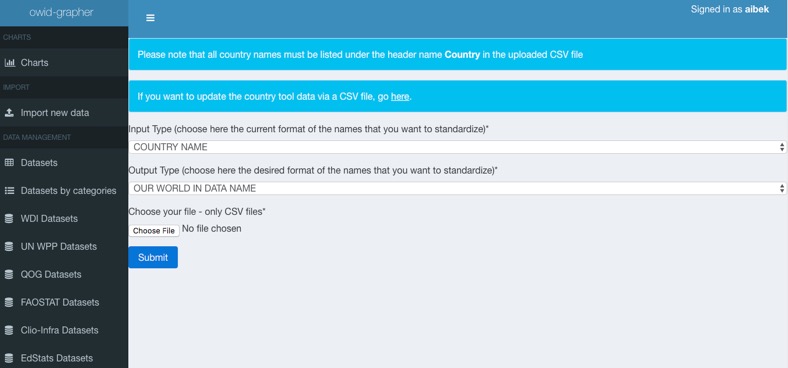 owid-grapher
Signed in as aibek
CHARTS
Charts
IMPORT
Import new data
DATA MANAGEMENT
Datasets
Datasets by categories
WDI Datasets
UN WPP Datasets
QOG Datasets
FAOSTAT Datasets
Clio-Infra Datasets
EdStats Datasets
Please note that all country names must be listed under the header name Country in the uploaded CSV file
If you want to update the country tool data via a CSV file, go here.
Input Type (choose here the current format of the names that you want to standardize)*
COUNTRY NAME
Output Type (choose here the desired format of the names that you want to standardize)*
OUR WORLD IN DATA NAME
Choose your file - only CSV files*
Choose File No file chosen
Submit